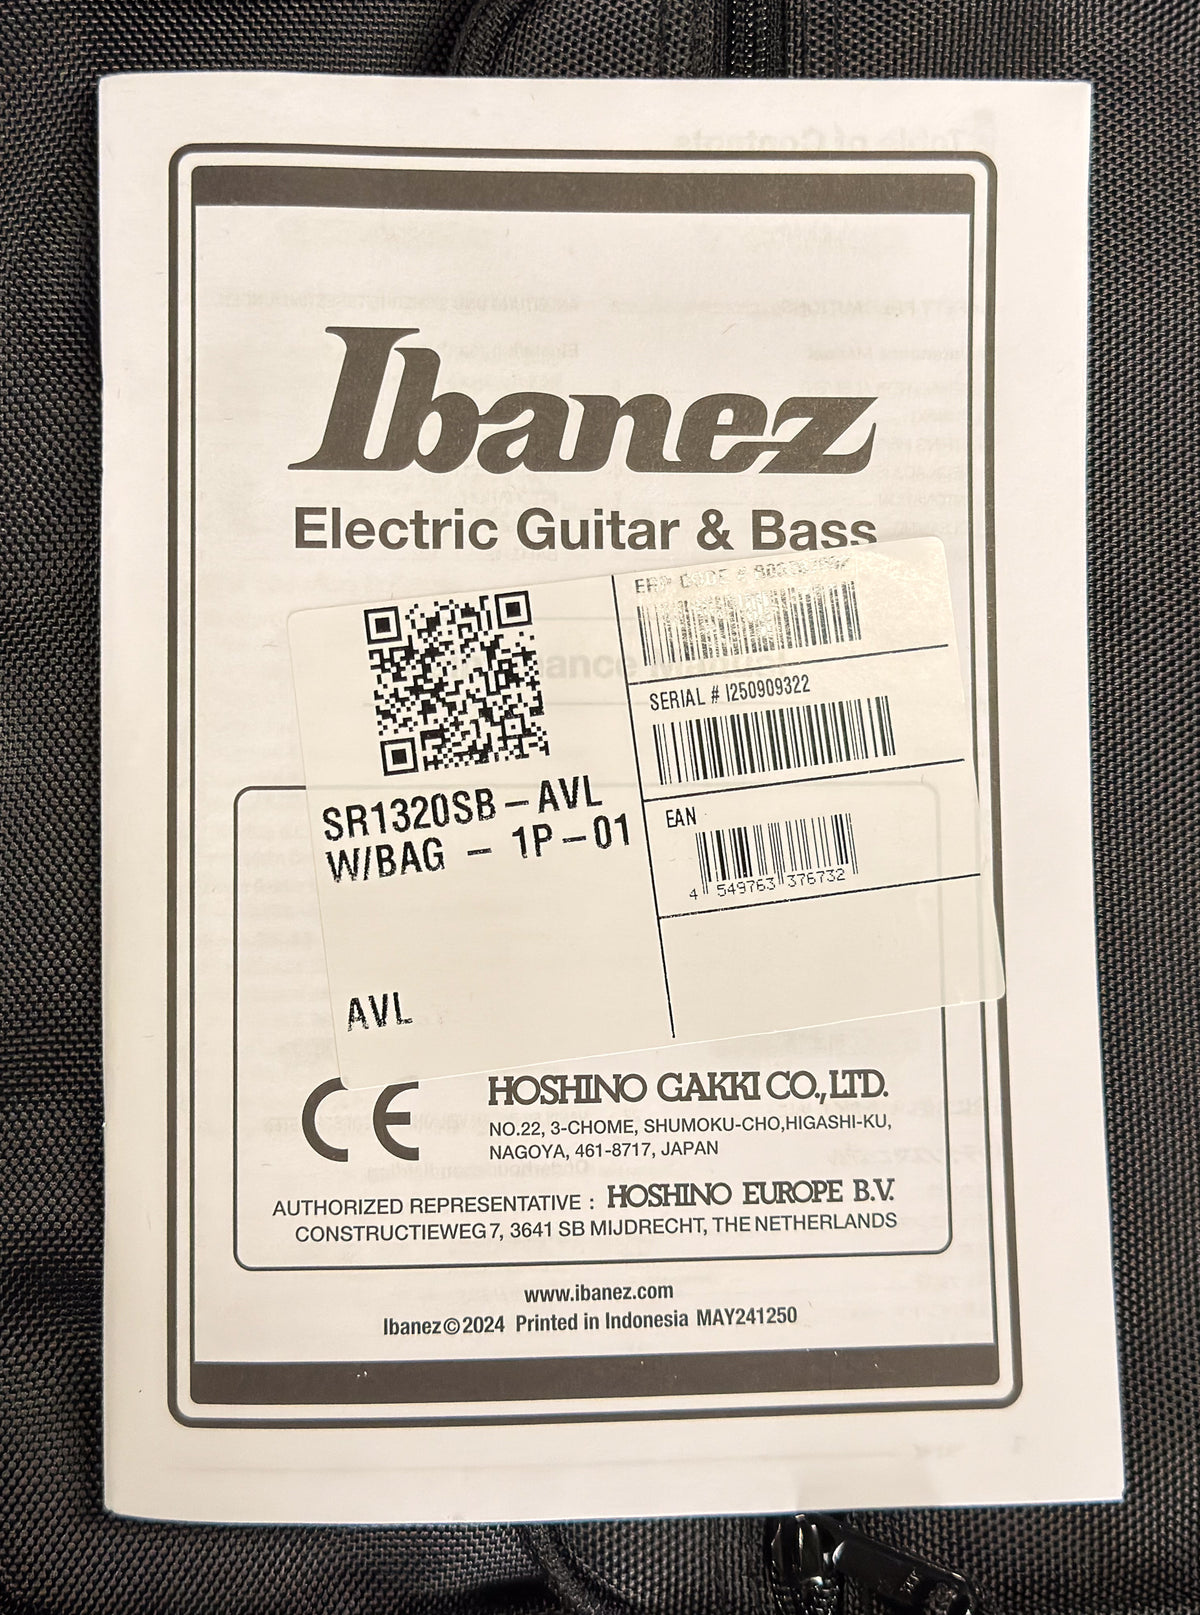 Ibanez
Electric Guitar & Bass
ERP CODE #
SERIAL # I250909322
EAN
4 549763 376732
SR1320SB-AVL
W/BAG - 1P-01
AVL
CE
HOSHINO GAKKI CO., LTD.
NO.22, 3-CHOME, SHUMOKU-CHO,HIGASHI-KU,
NAGOYA, 461-8717, JAPAN
AUTHORIZED REPRESENTATIVE : HOSHINO EUROPE B.V.
CONSTRUCTIEWEG 7, 3641 SB MIJDRECHT, THE NETHERLANDS
www.ibanez.com
Ibanez©2024 Printed in Indonesia MAY241250